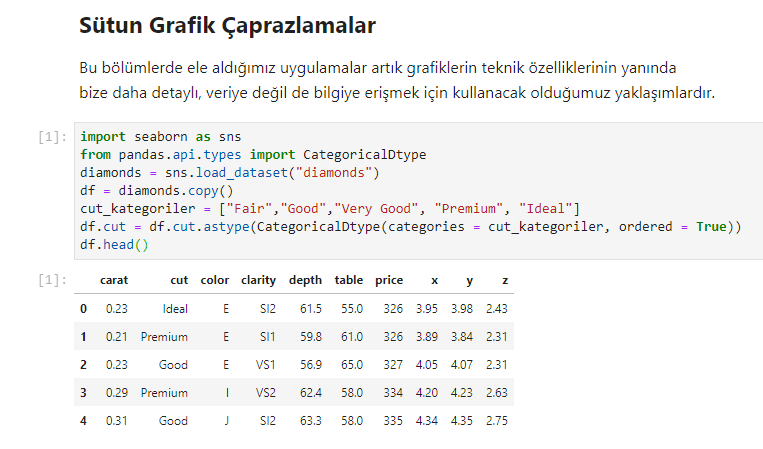 Sütun Grafik Çaprazlamalar
Bu bölümlerde ele aldığımız uygulamalar artık grafiklerin teknik özelliklerinin yanında
bize daha detaylı, veriye değil de bilgiye erişmek için kullanacak olduğumuz yaklaşımlardır.
[1]: import seaborn as sns
from pandas.api.types import CategoricalDtype
diamonds = sns.load_dataset("diamonds")
df = diamonds.copy()
cut_kategoriler = ["Fair","Good","Very Good", "Premium", "Ideal"]
df.cut = df.cut.astype(CategoricalDtype(categories = cut_kategoriler, ordered = True))
df.head()
[1]: carat cut color clarity depth table price x y z
0 0.23 Ideal E SI2 61.5 55.0 326 3.95 3.98 2.43
1 0.21 Premium E SI1 59.8 61.0 326 3.89 3.84 2.31
2 0.23 Good E VS1 56.9 65.0 327 4.05 4.07 2.31
3 0.29 Premium I VS2 62.4 58.0 334 4.20 4.23 2.63
4 0.31 Good J SI2 63.3 58.0 335 4.34 4.35 2.75